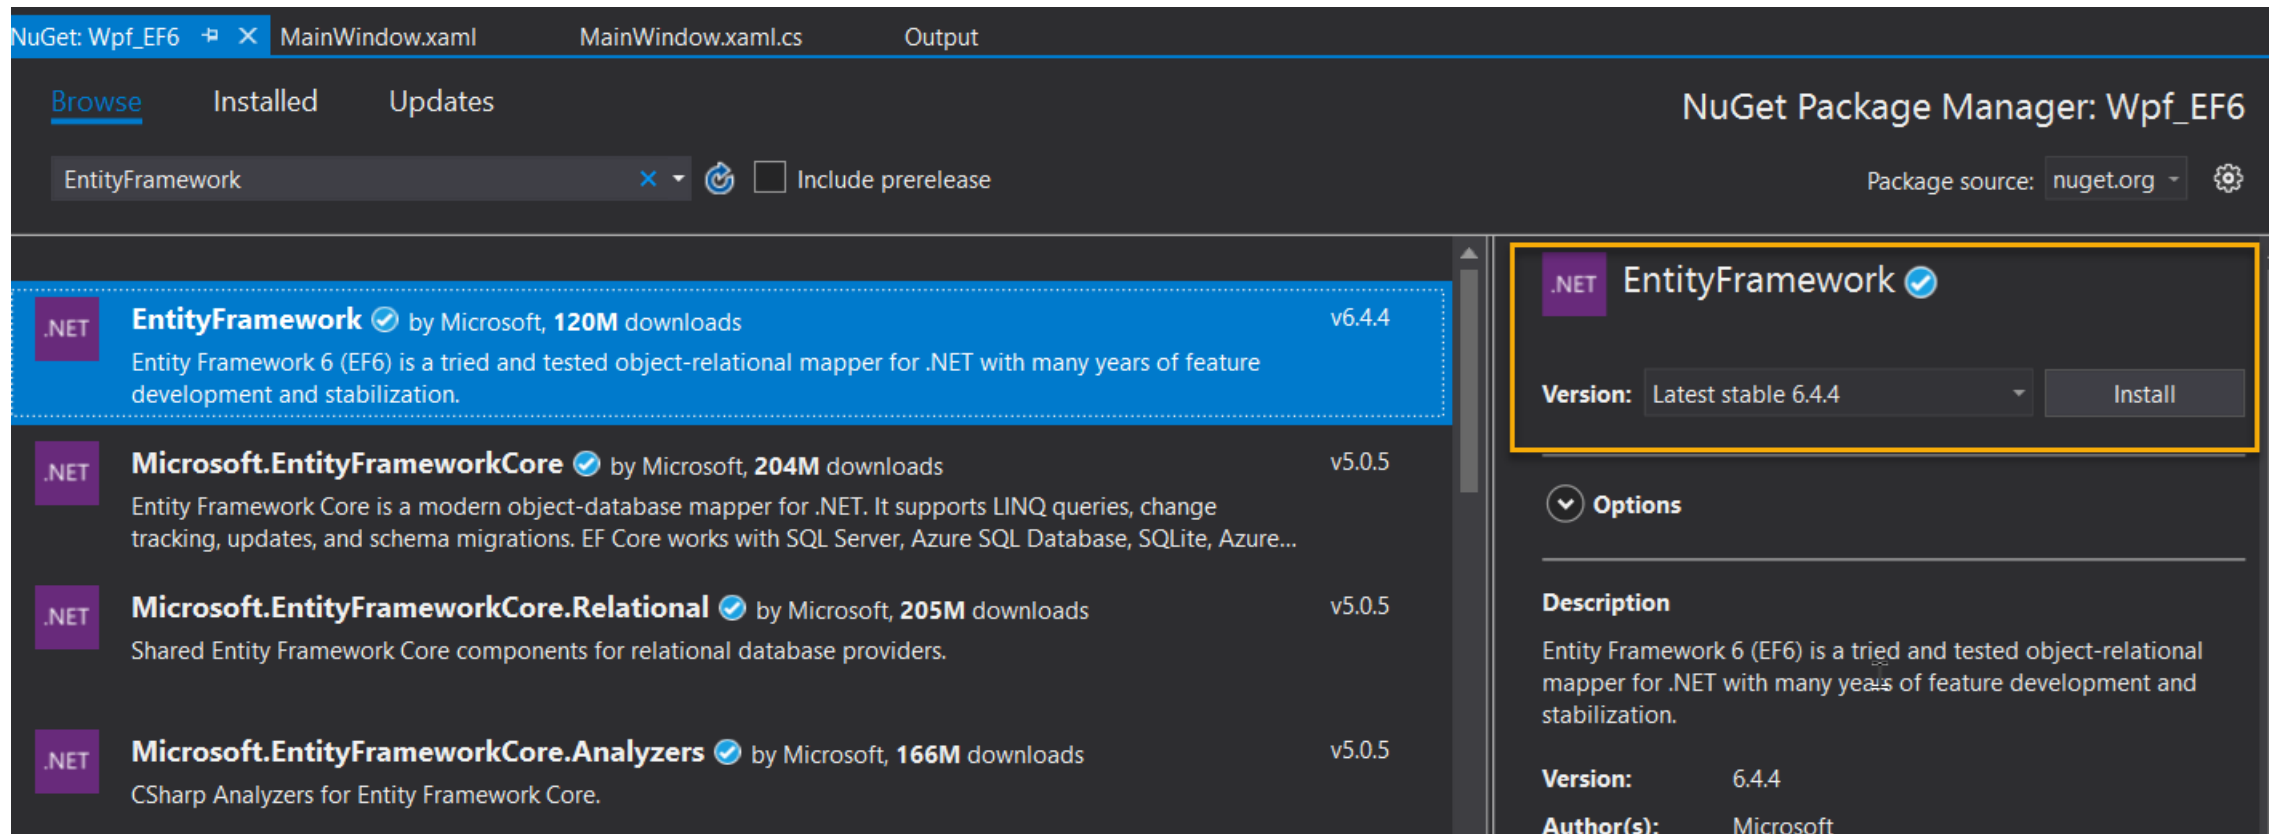 NuGet: Wpf_EF6 MainWindow.xaml MainWindow.xaml.cs Output
Browse Installed Updates
NuGet Package Manager: Wpf_EF6
EntityFramework Include prerelease
Package source: nuget.org
.NET EntityFramework by Microsoft, 120M downloads v6.4.4
Entity Framework 6 (EF6) is a tried and tested object-relational mapper for .NET with many years of feature
development and stabilization.
.NET Microsoft.EntityFrameworkCore by Microsoft, 204M downloads v5.0.5
Entity Framework Core is a modern object-database mapper for .NET. It supports LINQ queries, change
tracking, updates, and schema migrations. EF Core works with SQL Server, Azure SQL Database, SQLite, Azure...
.NET Microsoft.EntityFrameworkCore.Relational by Microsoft, 205M downloads v5.0.5
Shared Entity Framework Core components for relational database providers.
.NET Microsoft.EntityFrameworkCore.Analyzers by Microsoft, 166M downloads v5.0.5
CSharp Analyzers for Entity Framework Core.
.NET EntityFramework
Version: Latest stable 6.4.4 Install
Options
Description
Entity Framework 6 (EF6) is a tried and tested object-relational
mapper for .NET with many years of feature development and
stabilization.
Version: 6.4.4
Author(s): Microsoft